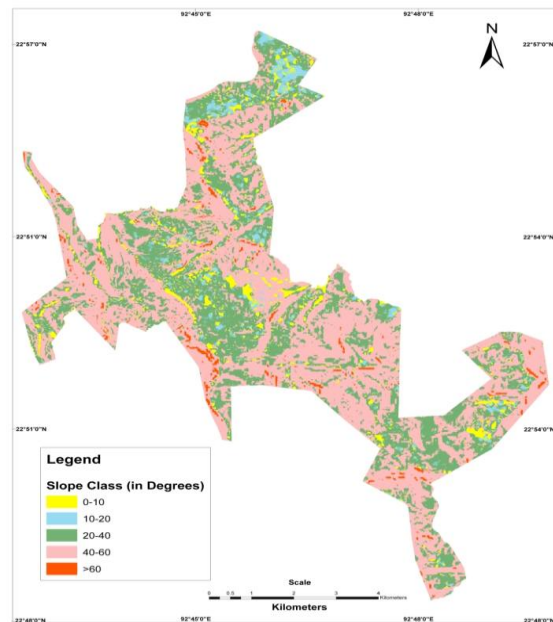 92°45'0"E 92°48'0"E
22°57'0"N 22°57'0"N
N
22°51'0"N 22°54'0"N
22°51'0"N 22°54'0"N
Legend
Slope Class (in Degrees)
0-10
10-20
20-40
40-60
>60
Scale
0 0.5 1 2 3 4
Kilometers
Kilometers
22°48'0"N 92°45'0"E 92°48'0"E 22°48'0"N